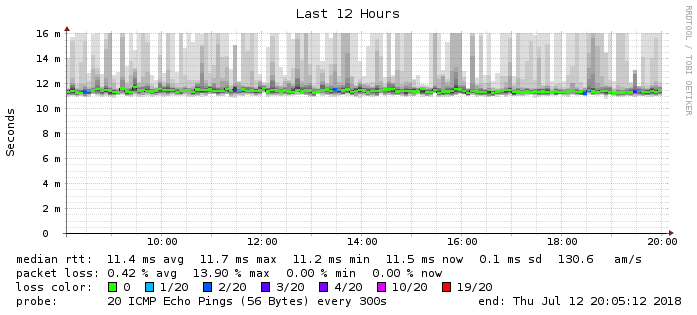 Last 12 Hours
RRDTOOL / TOBI OETIKER
Seconds
16 m
14 m
12 m
10 m
8 m
6 m
4 m
2 m
0
10:00 12:00 14:00 16:00 18:00 20:00
median rtt: 11.4 ms avg 11.7 ms max 11.2 ms min 11.5 ms now 0.1 ms sd 130.6 am/s
packet loss: 0.42 % avg 13.90 % max 0.00 % min 0.00 % now
loss color: 0 1/20 2/20 3/20 4/20 10/20 19/20
probe: 20 ICMP Echo Pings (56 Bytes) every 300s end: Thu Jul 12 20:05:12 2018